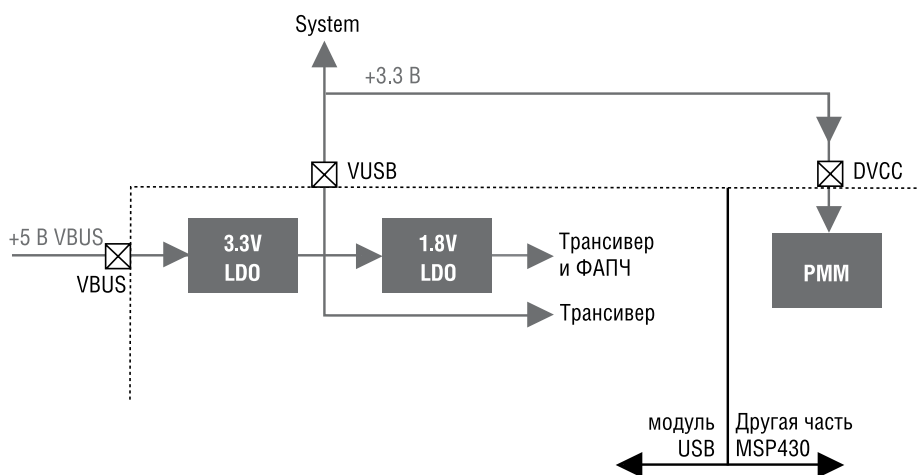 System
+3.3 В
VUSB
DVCC
+5 В VBUS
VBUS
3.3V
LDO
1.8V
LDO
Трансивер
и ФАПЧ
PMM
Трансивер
модуль
USB
Другая часть
MSP430